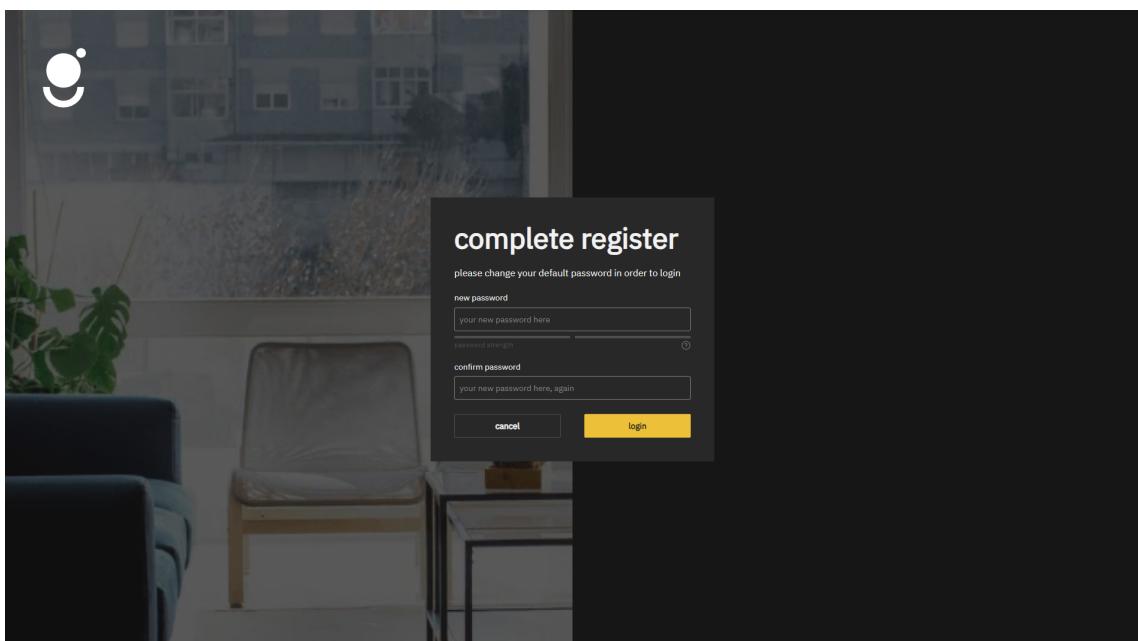 complete register
please change your default password in order to login
new password
your new password here
password strength
confirm password
your new password here, again
cancel
login